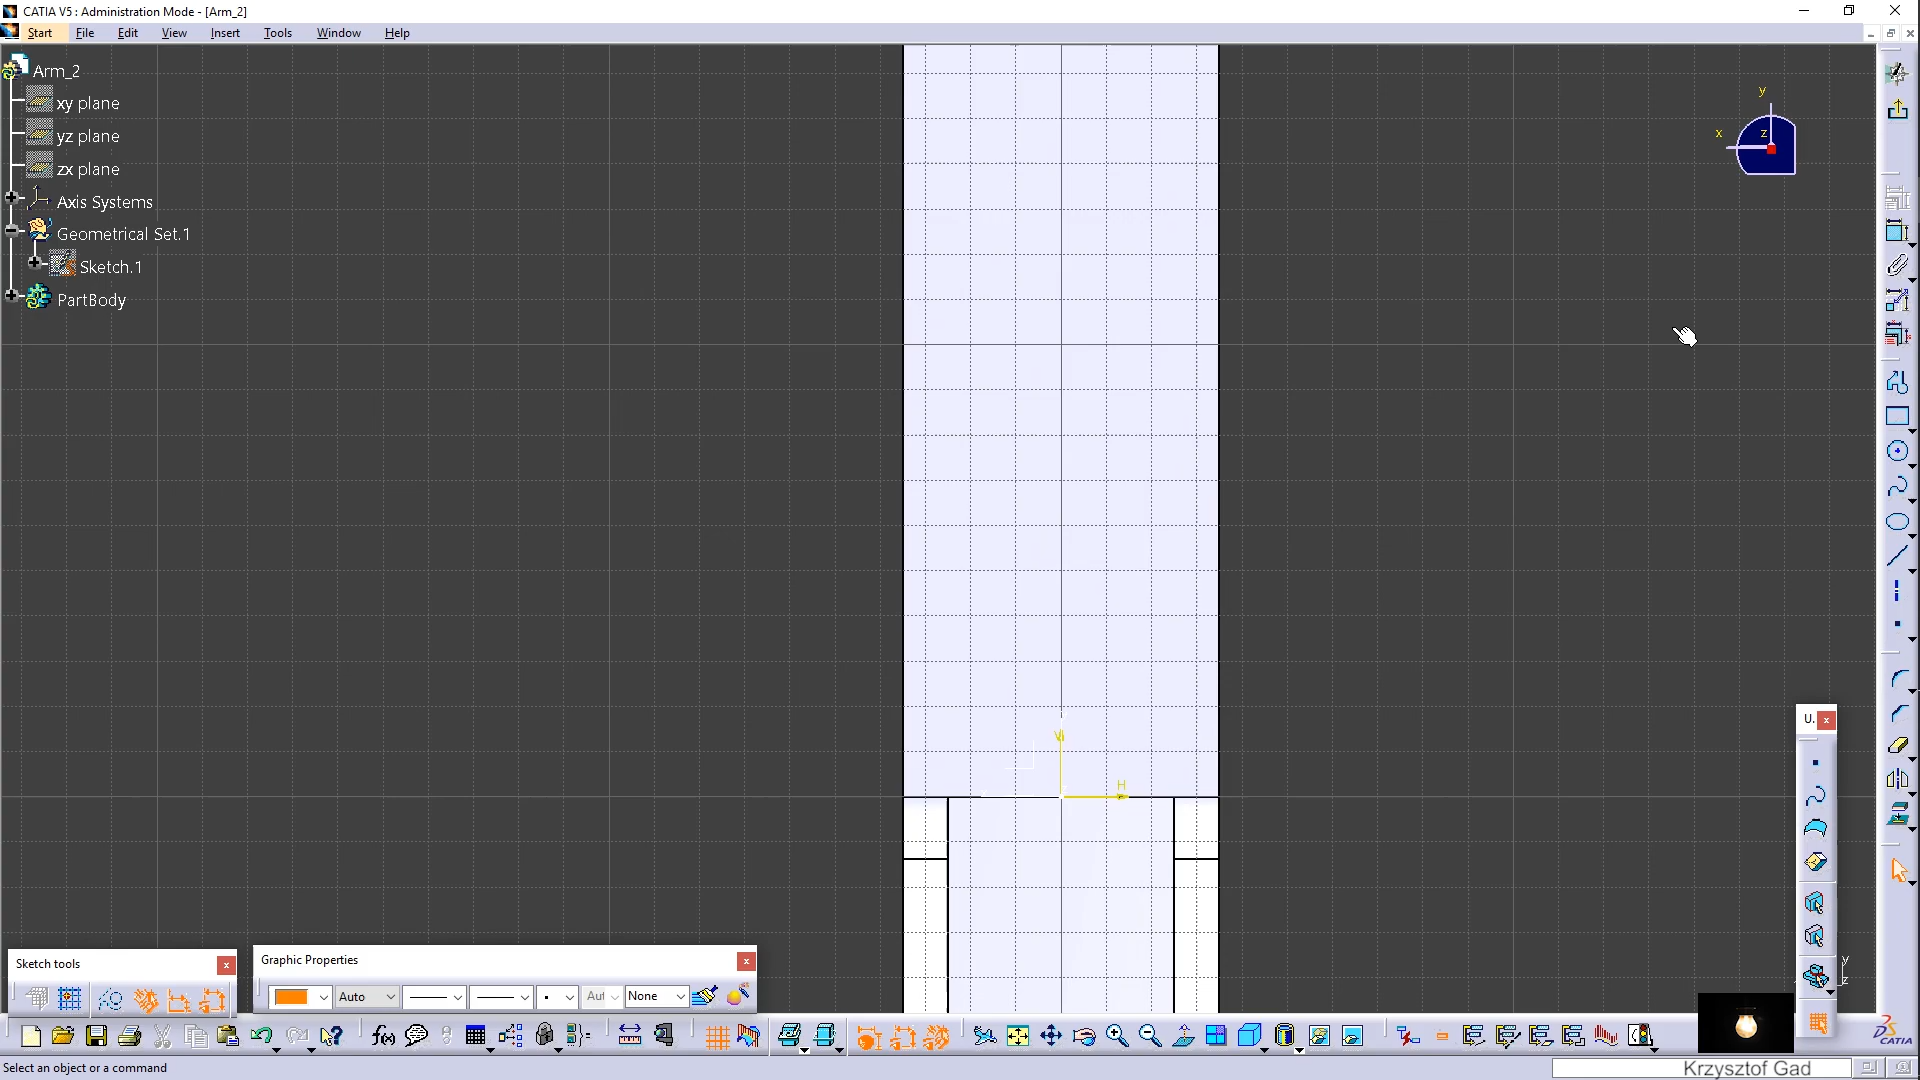 CATIA V5 : Administration Mode - [Arm_2]
Start File Edit View Insert Tools Window Help
Arm_2
xy plane
yz plane
zx plane
Axis Systems
Geometrical Set.1
Sketch.1
PartBody
y
x z
V
H
U.
y
z
Sketch tools
Graphic Properties
Auto
Aut
None
f(x)
DS CATIA
Select an object or a command
Krzysztof Gad